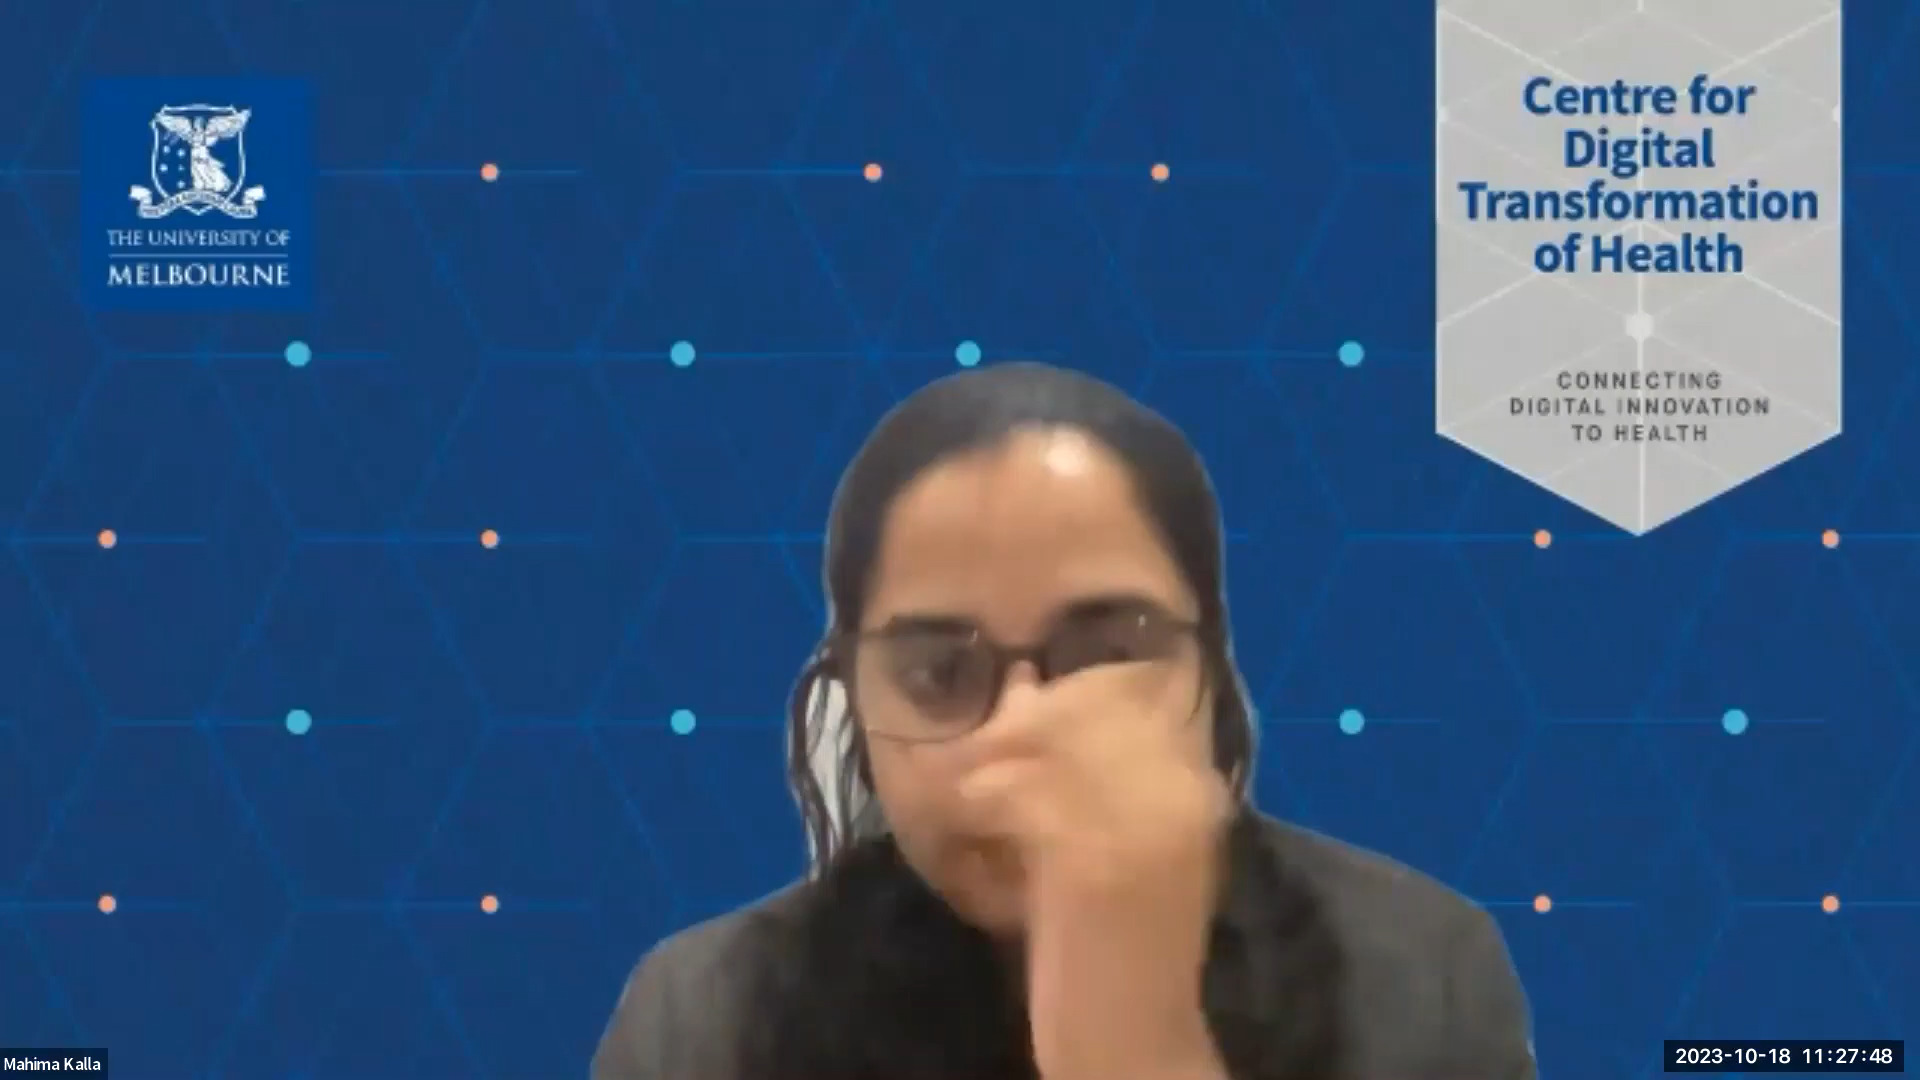 THE UNIVERSITY OF
MELBOURNE
Centre for
Digital
Transformation
of Health
CONNECTING
DIGITAL INNOVATION
TO HEALTH
Mahima Kalla
2023-10-18 11:27:48